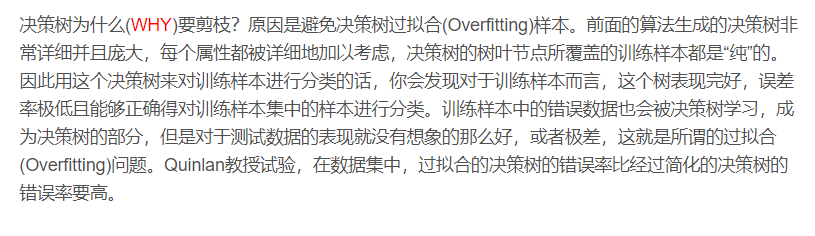 决策树为什么(WHY)要剪枝？原因是避免决策树过拟合(Overfitting)样本。前面的算法生成的决策树非
常详细并且庞大，每个属性都被详细地加以考虑，决策树的树叶节点所覆盖的训练样本都是“纯”的。
因此用这个决策树来对训练样本进行分类的话，你会发现对于训练样本而言，这个树表现完好，误差
率极低且能够正确得对训练样本集中的样本进行分类。训练样本中的错误数据也会被决策树学习，成
为决策树的部分，但是对于测试数据的表现就没有想象的那么好，或者极差，这就是所谓的过拟合
(Overfitting)问题。Quinlan教授试验，在数据集中，过拟合的决策树的错误率比经过简化的决策树的
错误率要高。